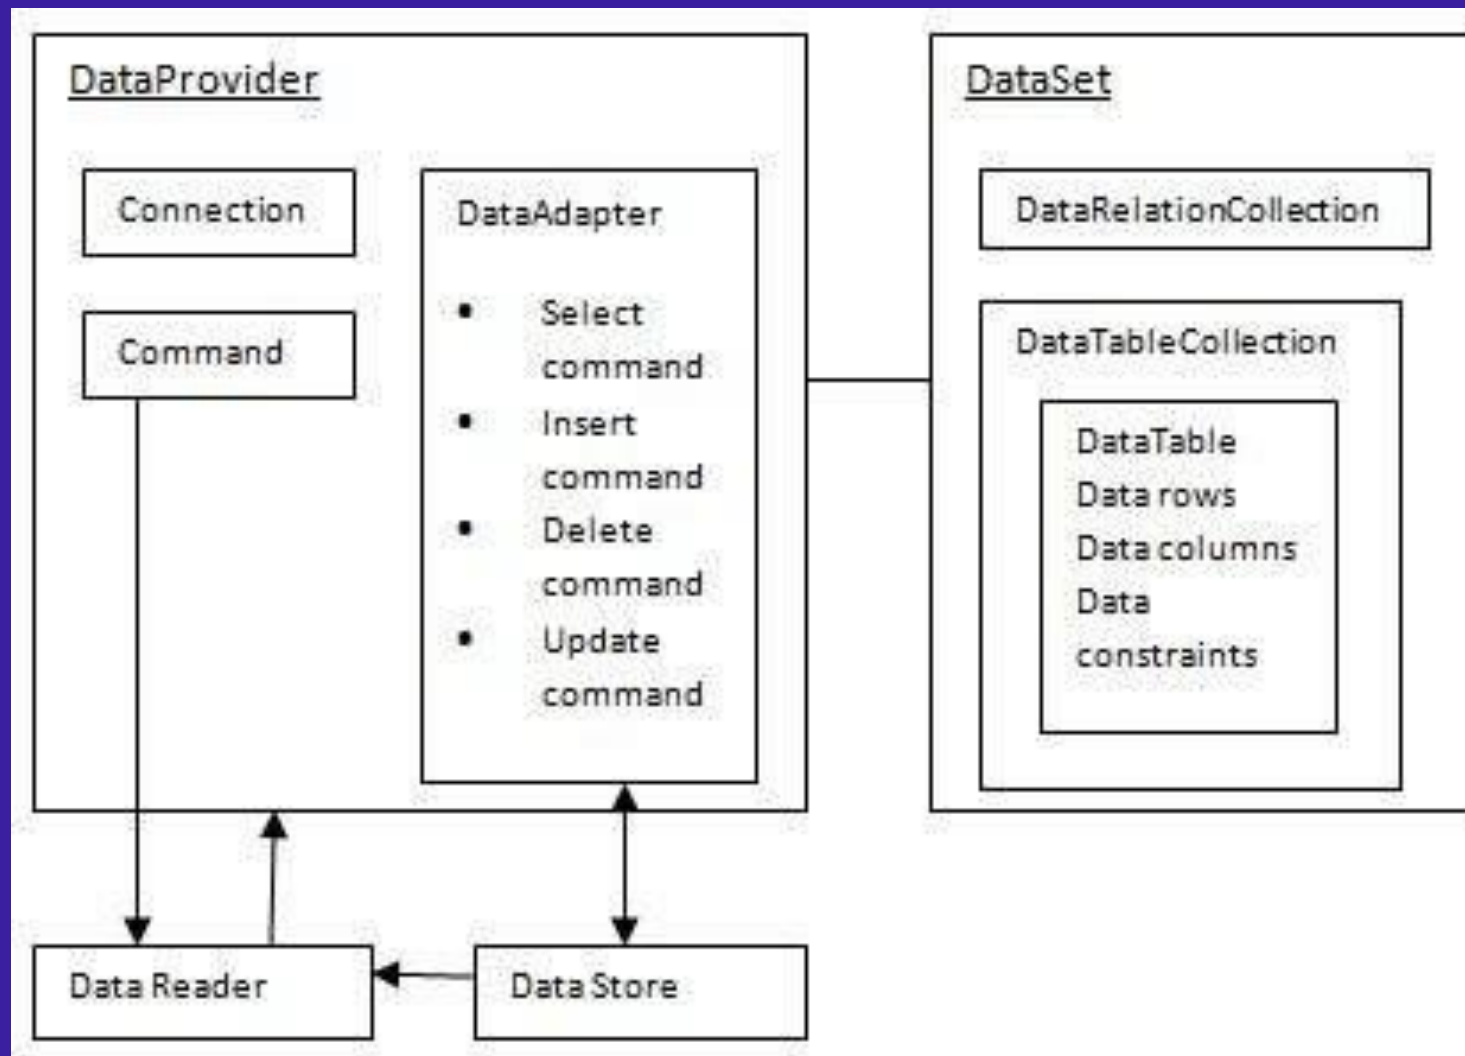 DataProvider
Connection
Command
DataAdapter
• Select
command
• Insert
command
• Delete
command
• Update
command
DataSet
DataRelationCollection
DataTableCollection
DataTable
Data rows
Data columns
Data
constraints
Data Reader
Data Store